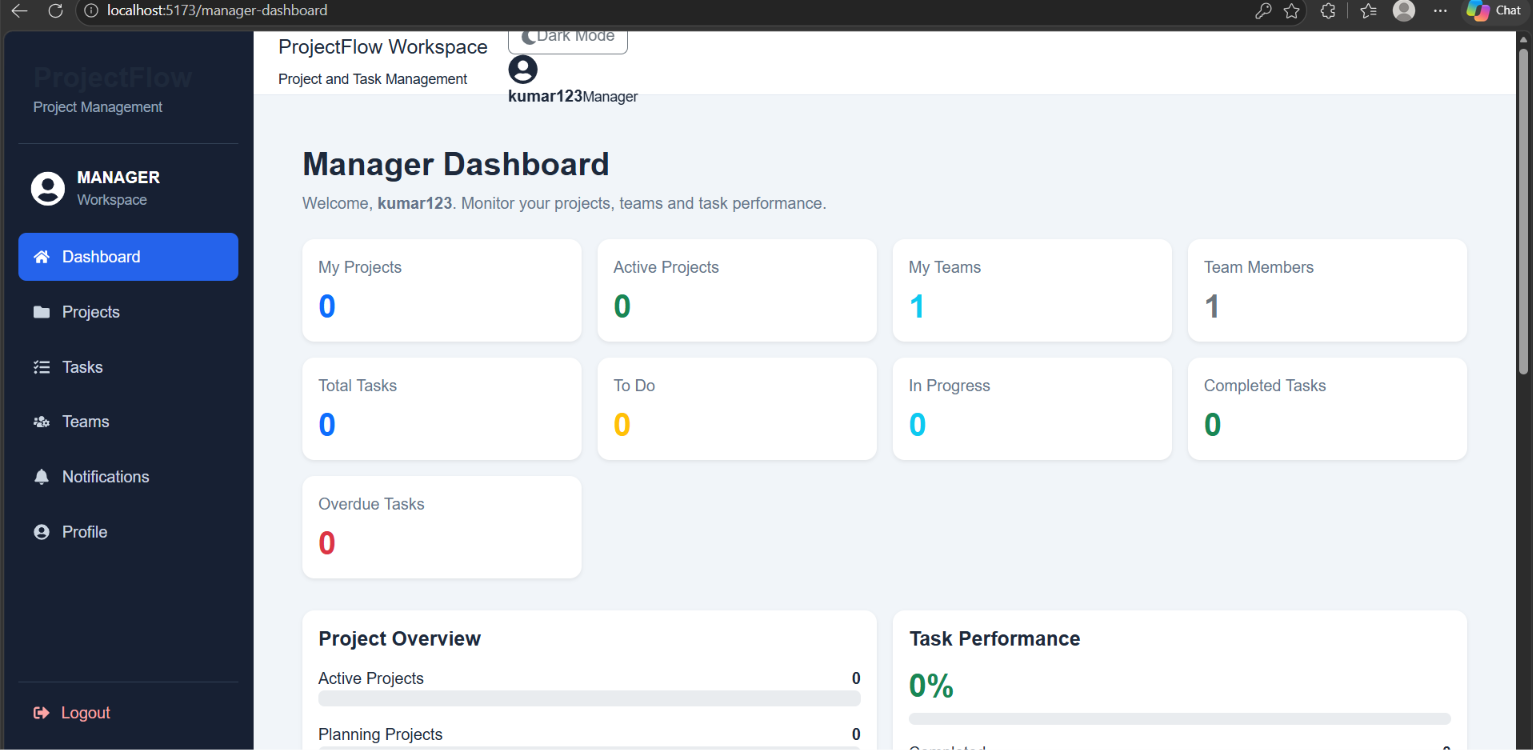 localhost:5173/manager-dashboard
Chat
ProjectFlow
Project Management
MANAGER
Workspace
Dashboard
Projects
Tasks
Teams
Notifications
Profile
Logout
ProjectFlow Workspace
Project and Task Management
Dark Mode
kumar123Manager
Manager Dashboard
Welcome, kumar123. Monitor your projects, teams and task performance.
My Projects
0
Active Projects
0
My Teams
1
Team Members
1
Total Tasks
0
To Do
0
In Progress
0
Completed Tasks
0
Overdue Tasks
0
Project Overview
Active Projects 0
Planning Projects 0
Task Performance
0%
Completed 0